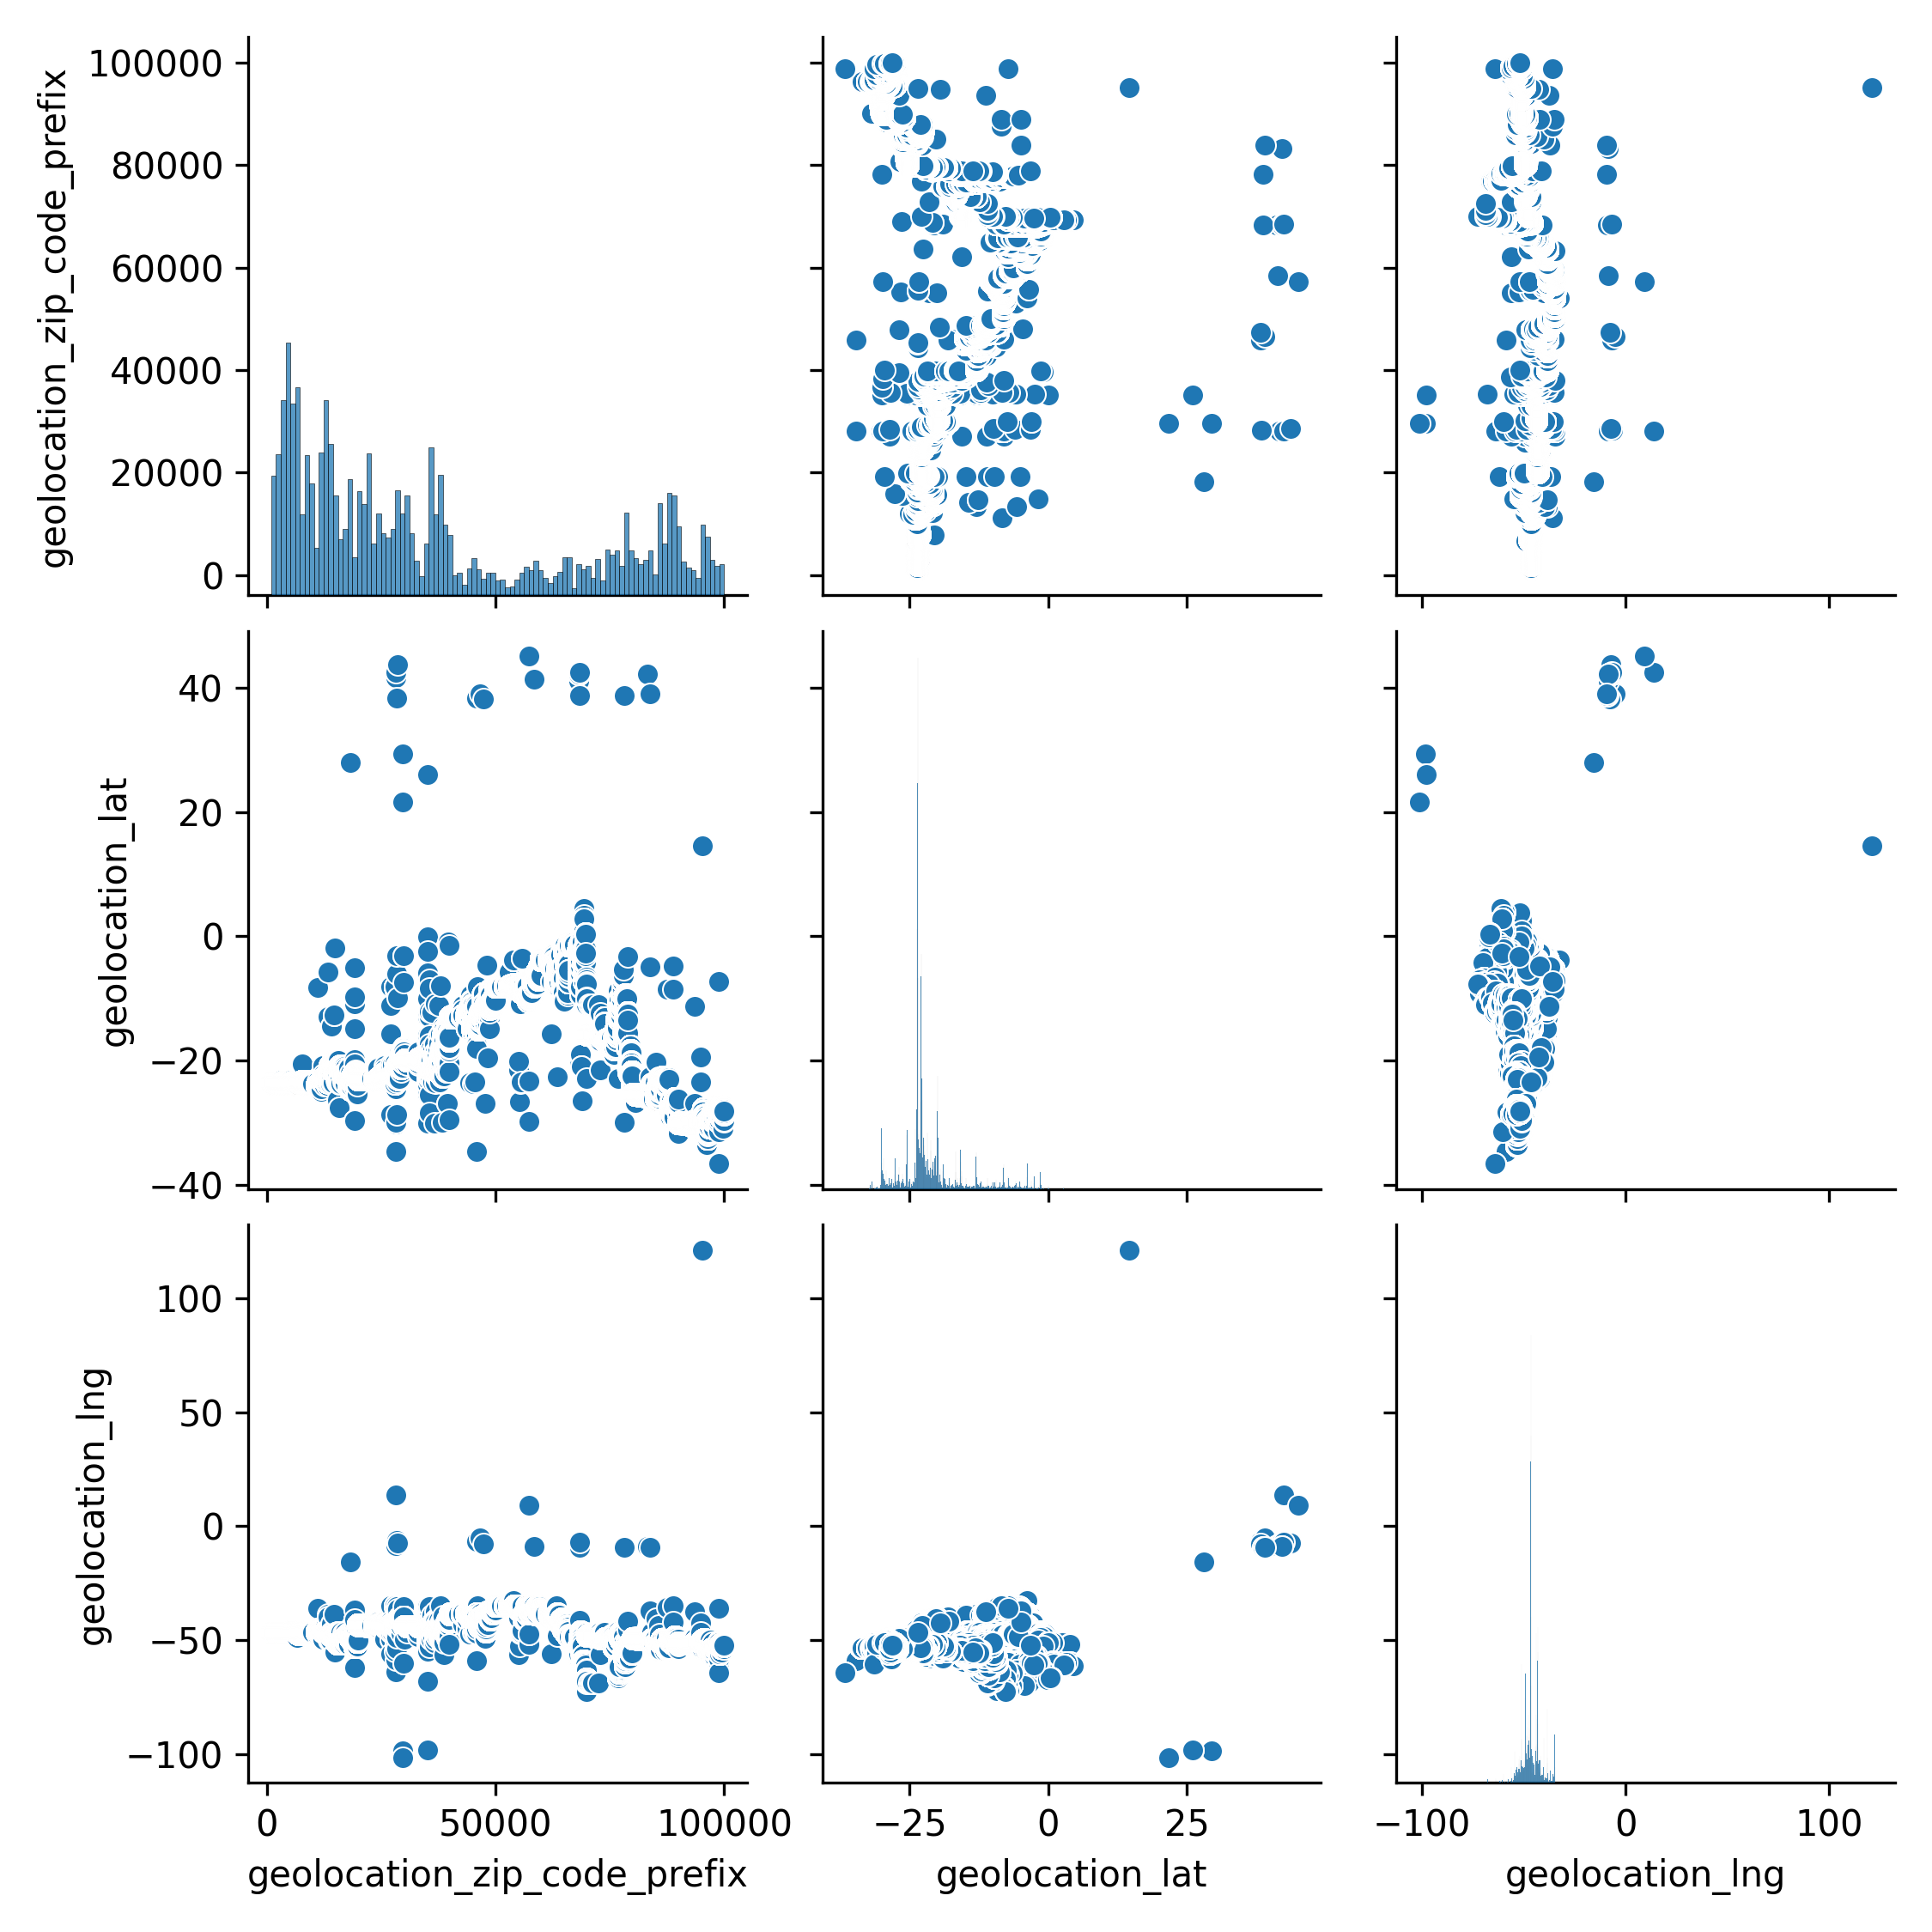 100000
80000
60000
40000
20000
0
geolocation_zip_code_prefix
40
20
0
−20
−40
geolocation_lat
100
50
0
−50
−100
geolocation_lng
0 50000 100000
−25 0 25
−100 0 100
geolocation_zip_code_prefix
geolocation_lat
geolocation_lng